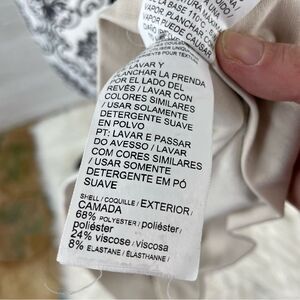 LAVAR Y
PLANCHAR LA PRENDA
POR EL LADO DEL
REVÉS / LAVAR CON
COLORES SIMILARES
/ USAR SOLAMENTE
DETERGENTE SUAVE
EN POLVO
PT: LAVAR E PASSAR
DO AVESSO / LAVAR
COM CORES SIMILARES
/ USAR SOMENTE
DETERGENTE EM PÓ
SUAVE
SHELL / COQUILLE / EXTERIOR /
CAMADA
68% POLYESTER / poliéster /
poliéster
24% viscose / viscosa
8% ELASTANE / ÉLASTHANNE /